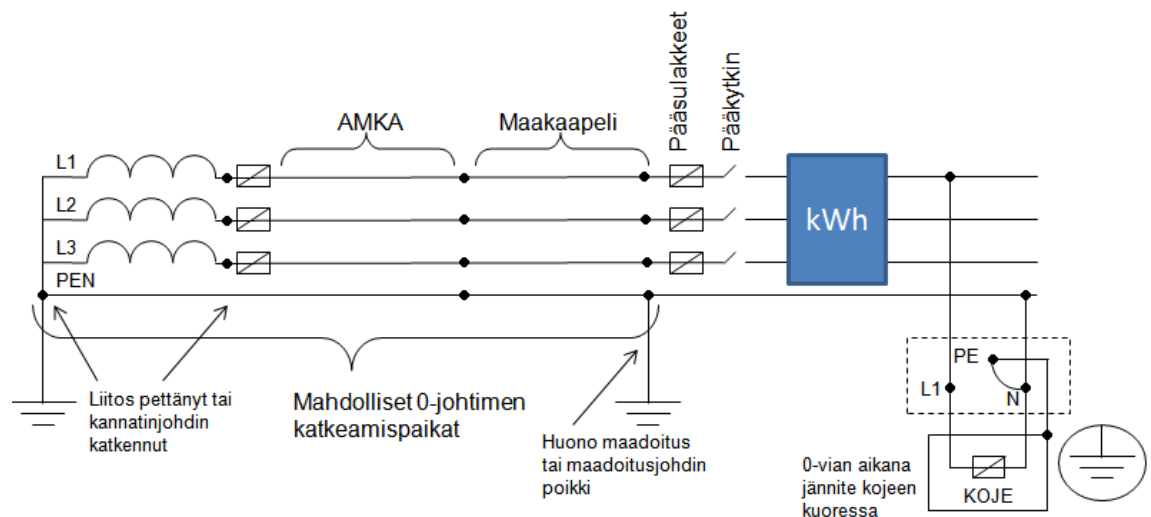 Pääsulakkeet
Pääkytkin
AMKA
Maakaapeli
L1
L2
L3
PEN
kWh
PE
L1
N
KOJE
Liitos pettänyt tai
kannatinjohdin
katkennut
Mahdolliset 0-johtimen
katkeamispaikat
Huono maadoitus
tai maadoitusjohdin
poikki
0-vian aikana
jännite kojeen
kuoressa